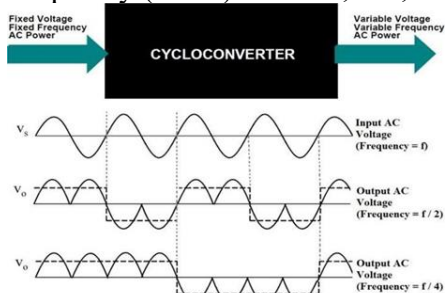 Fixed Voltage
Fixed Frequency
AC Power
CYCLOCONVERTER
Variable Voltage
Variable Frequency
AC Power
Vs
Input AC
Voltage
(Frequency = f)
Vo
Output AC
Voltage
(Frequency = f / 2)
Vo
Output AC
Voltage
(Frequency = f / 4)